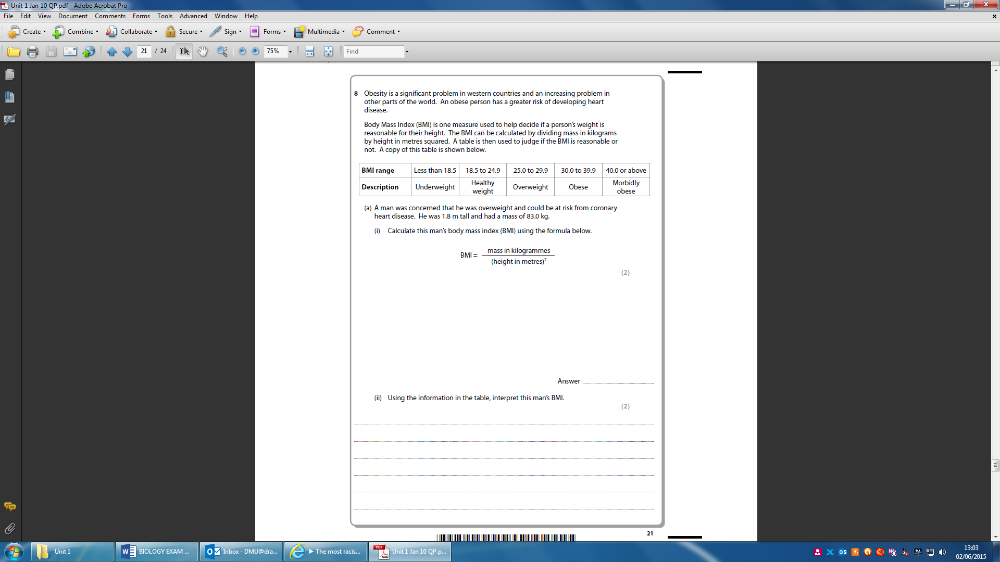 Unit 1 Jan 10 QP.pdf - Adobe Acrobat Pro
File Edit View Document Comments Forms Tools Advanced Window Help
Create Combine Collaborate Secure Sign Forms Multimedia Comment
21 / 24 75% Find
8 Obesity is a significant problem in western countries and an increasing problem in
other parts of the world. An obese person has a greater risk of developing heart
disease.
Body Mass Index (BMI) is one measure used to help decide if a person's weight is
reasonable for their height. The BMI can be calculated by dividing mass in kilograms
by height in metres squared. A table is then used to judge if the BMI is reasonable or
not. A copy of this table is shown below.
BMI range Less than 18.5 18.5 to 24.9 25.0 to 29.9 30.0 to 39.9 40.0 or above
Description Underweight Healthy weight Overweight Obese Morbidly obese
(a) A man was concerned that he was overweight and could be at risk from coronary
heart disease. He was 1.8 m tall and had a mass of 83.0 kg.
(i) Calculate this man's body mass index (BMI) using the formula below.
BMI = mass in kilogrammes
(height in metres)²
(2)
Answer
(ii) Using the information in the table, interpret this man's BMI.
(2)
21
Unit 1 BIOLOGY EXAM ... Inbox - DMU@dra... The most racis... Unit 1 Jan 10 QP.p...
13:03
02/06/2015